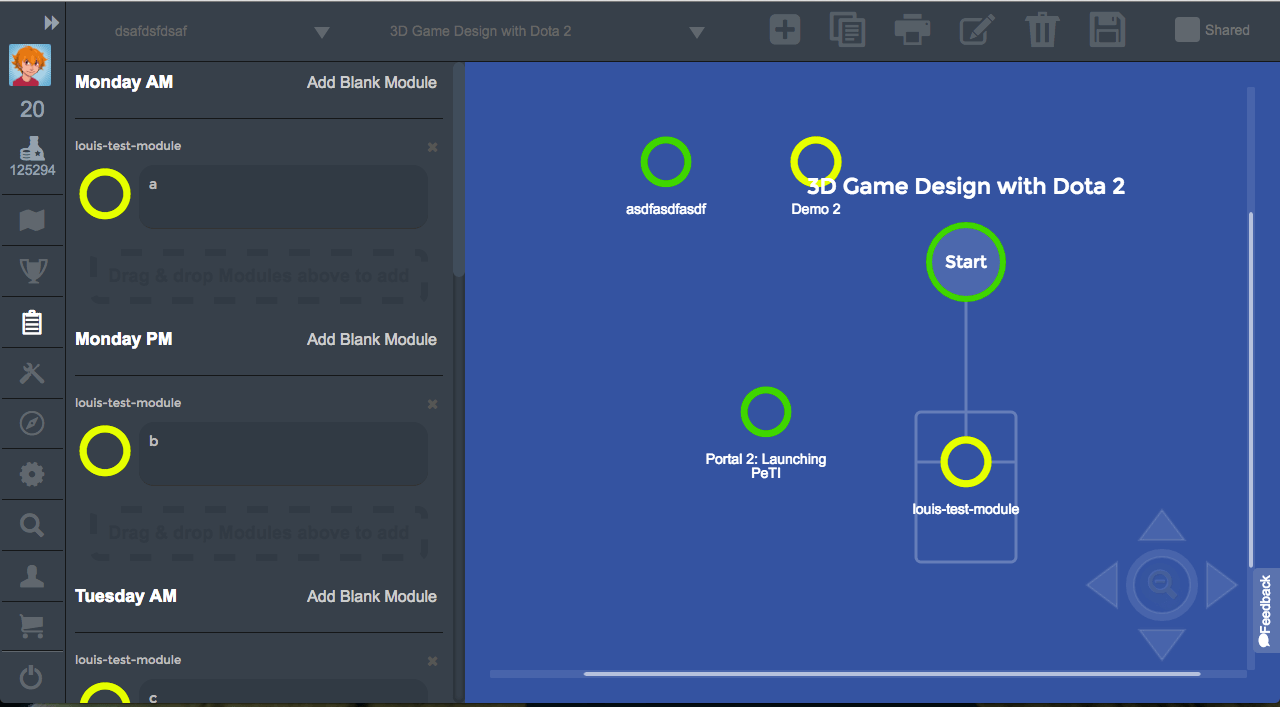 dsafdsfdsaf
3D Game Design with Dota 2
Shared
20
125294
Monday AM
Add Blank Module
louis-test-module
a
Drag & drop Modules above to add
Monday PM
Add Blank Module
louis-test-module
b
Drag & drop Modules above to add
Tuesday AM
Add Blank Module
louis-test-module
c
asdfasdfasdf
Demo 2
3D Game Design with Dota 2
Start
Portal 2: Launching
PeTI
louis-test-module
Feedback